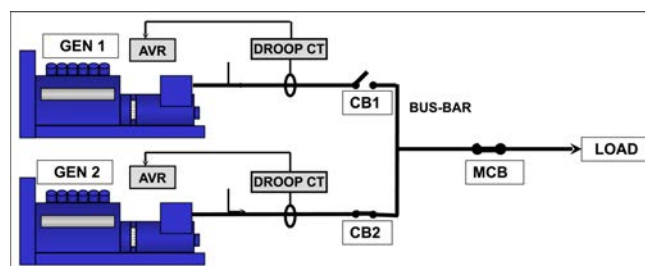 GEN 1
AVR
DROOP CT
CB1
BUS-BAR
LOAD
MCB
GEN 2
AVR
DROOP CT
CB2